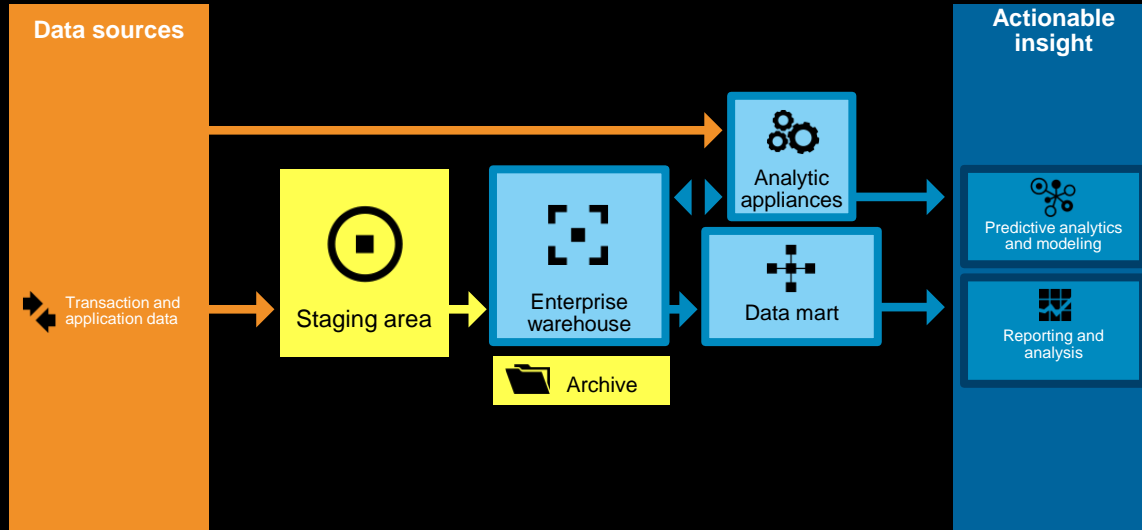 Data sources
Actionable
insight
Analytic
appliances
Predictive analytics
and modeling
Transaction and
application data
Staging area
Enterprise
warehouse
Data mart
Reporting and
analysis
Archive